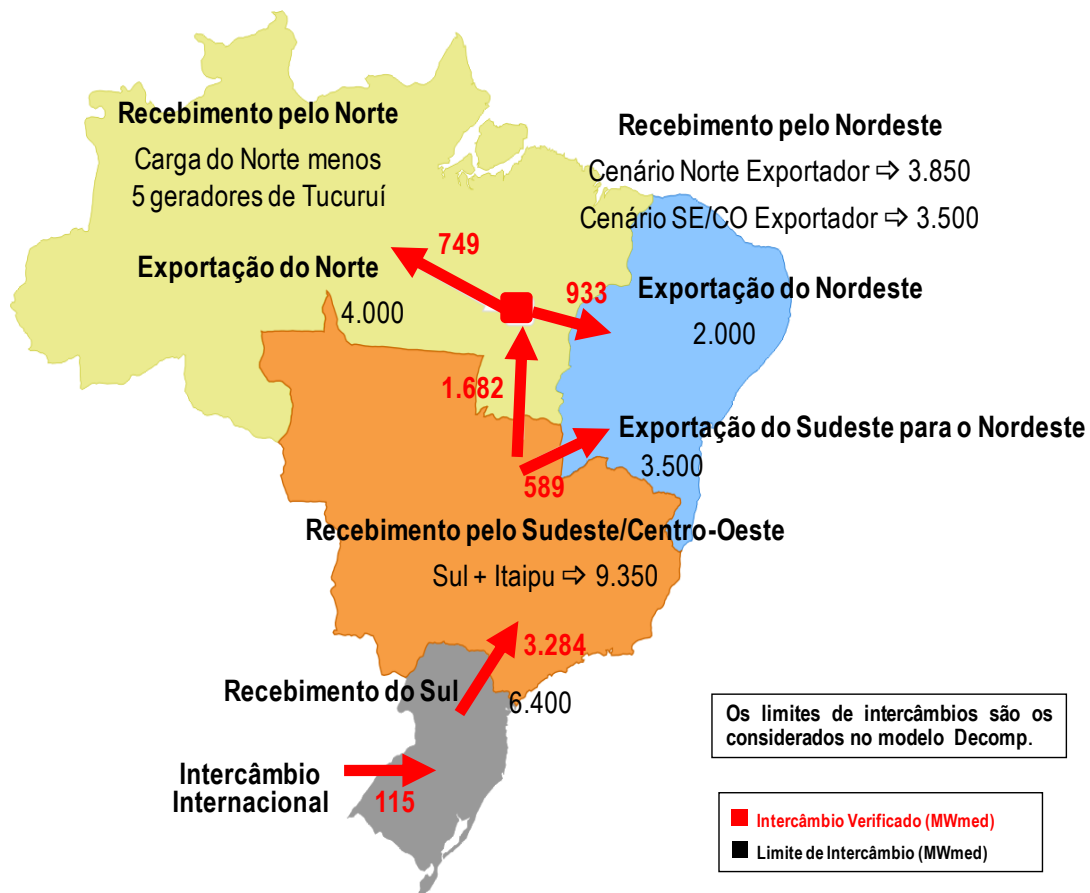 Recebimento pelo Norte
Carga do Norte menos
5 geradores de Tucuruí
Recebimento pelo Nordeste
Cenário Norte Exportador ⇨ 3.850
Cenário SE/CO Exportador ⇨ 3.500
749
Exportação do Norte
4.000
933
Exportação do Nordeste
2.000
1.682
Exportação do Sudeste para o Nordeste
3.500
589
Recebimento pelo Sudeste/Centro-Oeste
Sul + Itaipu ⇨ 9.350
3.284
Recebimento do Sul
6.400
Intercâmbio
Internacional
115
Os limites de intercâmbios são os
considerados no modelo Decomp.
Intercâmbio Verificado (MWmed)
Limite de Intercâmbio (MWmed)